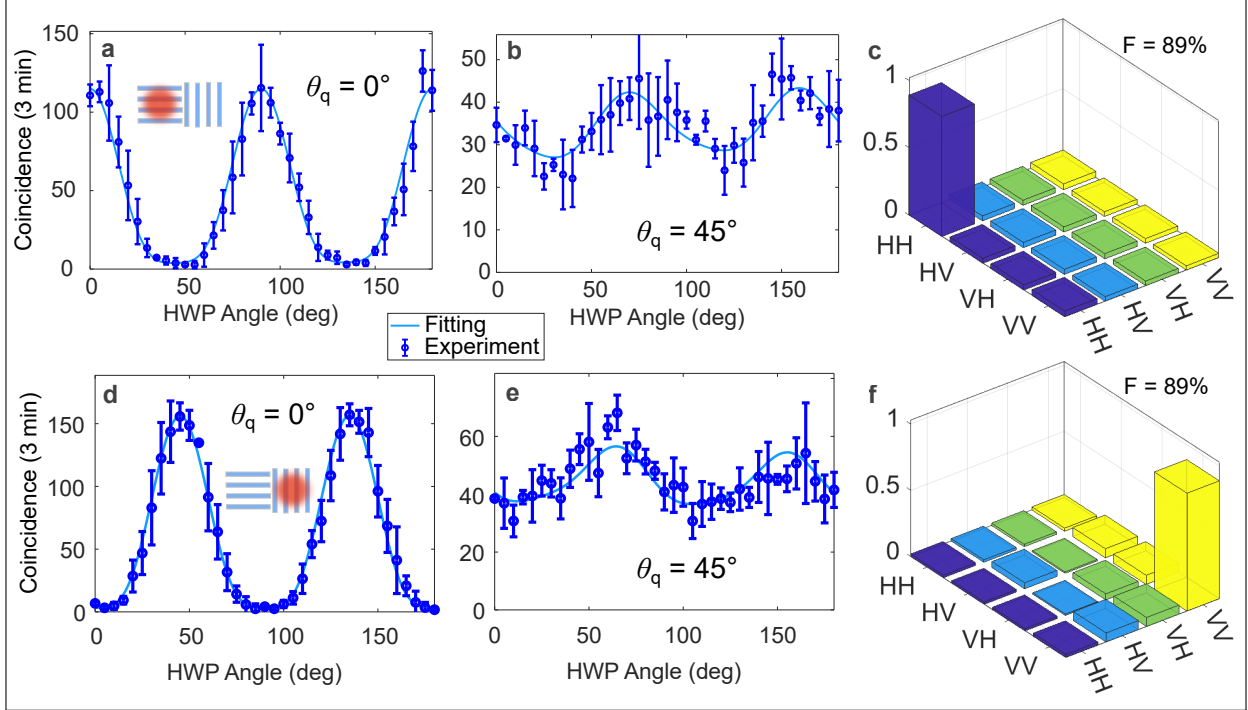 a
θq = 0°
150
100
50
0
Coincidence (3 min)
0
50
100
150
HWP Angle (deg)
b
θq = 45°
50
40
30
20
10
0
0
50
100
150
HWP Angle (deg)
c
F = 89%
1
0.5
0
HH
HV
VH
VV
HH
HV
VH
VV
Fitting
Experiment
d
θq = 0°
150
100
50
0
Coincidence (3 min)
0
50
100
150
HWP Angle (deg)
e
θq = 45°
60
40
20
0
0
50
100
150
HWP Angle (deg)
f
F = 89%
1
0.5
0
HH
HV
VH
VV
HH
HV
VH
VV